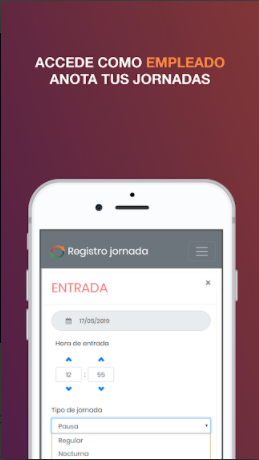 ACCEDE COMO EMPLEADO
ANOTA TUS JORNADAS
Registro jornada
ENTRADA
×
17/05/2019
Hora de entrada
12 : 55
Tipo de jornada
Pausa
Regular
Nocturna